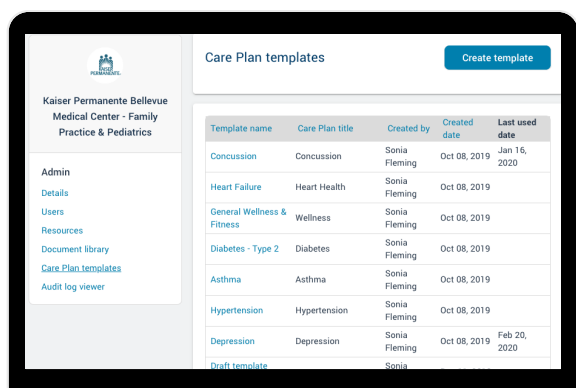 KAISER
PERMANENTE.
Kaiser Permanente Bellevue
Medical Center - Family
Practice & Pediatrics
Admin
Details
Users
Resources
Document library
Care Plan templates
Audit log viewer
Care Plan templates
Create template
Template name Care Plan title Created by Created date Last used date
Concussion Concussion Sonia Fleming Oct 08, 2019 Jan 16, 2020
Heart Failure Heart Health Sonia Fleming Oct 08, 2019
General Wellness & Fitness Wellness Sonia Fleming Oct 08, 2019
Diabetes - Type 2 Diabetes Sonia Fleming Oct 08, 2019
Asthma Asthma Sonia Fleming Oct 08, 2019
Hypertension Hypertension Sonia Fleming Oct 08, 2019
Depression Depression Sonia Fleming Oct 08, 2019 Feb 20, 2020
Draft template Sonia